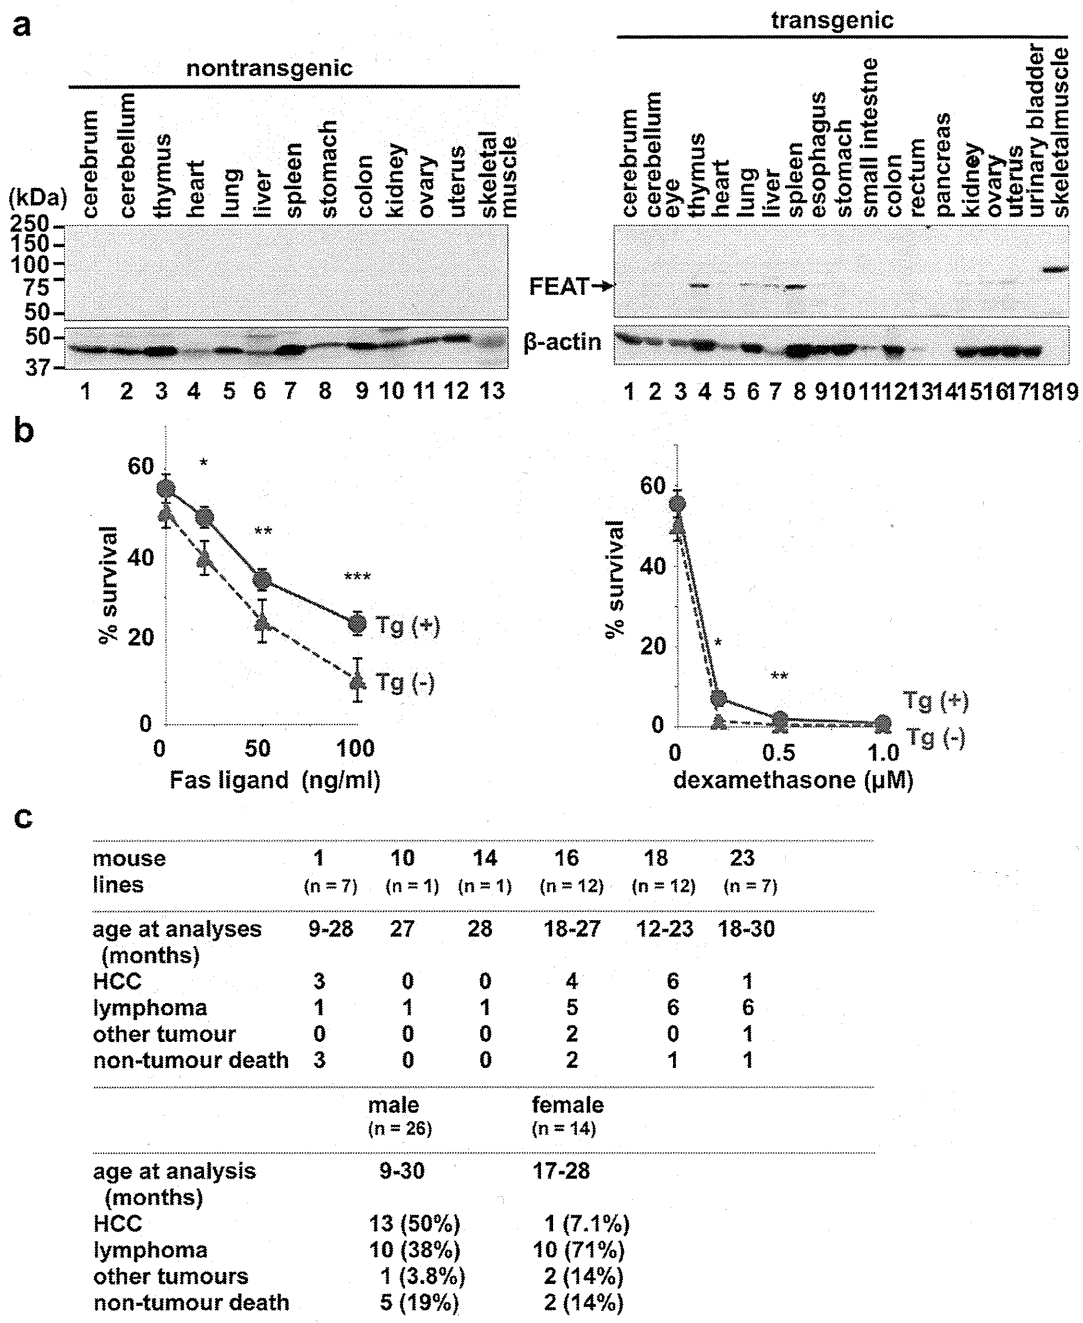 a
nontransgenic
transgenic
(kDa)
cerebrum
cerebellum
thymus
heart
lung
liver
spleen
stomach
colon
kidney
ovary
uterus
skeletal
muscle
cerebrum
cerebellum
eye
thymus
heart
lung
liver
spleen
esophagus
stomach
small intestne
colon
rectum
pancreas
kidney
ovary
uterus
urinary bladder
skeletalmuscle
250
150
100
75
50
50
37
FEAT→
β-actin
1 2 3 4 5 6 7 8 9 10 11 12 13
1 2 3 4 5 6 7 8 9 10 11 12 13 14 15 16 17 18 19
b
% survival
60
40
20
0
*
**
***
Tg (+)
Tg (-)
0 50 100
Fas ligand (ng/ml)
% survival
60
40
20
0
*
**
Tg (+)
Tg (-)
0 0.5 1.0
dexamethasone (µM)
c
mouse 1 10 14 16 18 23
lines (n = 7) (n = 1) (n = 1) (n = 12) (n = 12) (n = 7)
age at analyses 9-28 27 28 18-27 12-23 18-30
(months)
HCC 3 0 0 4 6 1
lymphoma 1 1 1 5 6 6
other tumour 0 0 0 2 0 1
non-tumour death 3 0 0 2 1 1
male female
(n = 26) (n = 14)
age at analysis 9-30 17-28
(months)
HCC 13 (50%) 1 (7.1%)
lymphoma 10 (38%) 10 (71%)
other tumours 1 (3.8%) 2 (14%)
non-tumour death 5 (19%) 2 (14%)